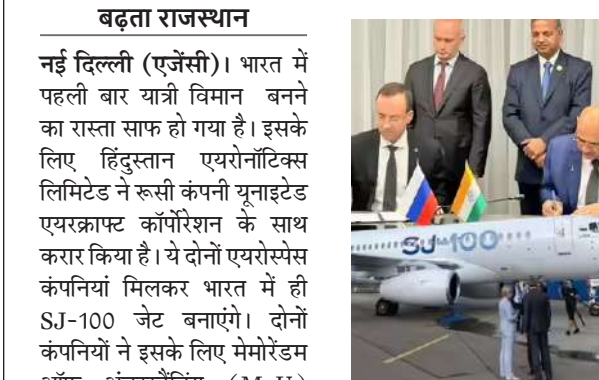 बढ़ता राजस्थान
नई दिल्ली (एजेंसी)। भारत में
पहली बार यात्री विमान बनने
का रास्ता साफ हो गया है। इसके
लिए हिंदुस्तान एयरोनॉटिक्स
लिमिटेड ने रूसी कंपनी यूनाइटेड
एयरक्राफ्ट कॉर्पोरेशन के साथ
करार किया है। ये दोनों एयरोस्पेस
कंपनियां मिलकर भारत में ही
SJ-100 जेट बनाएंगे। दोनों
कंपनियों ने इसके लिए मेमोरेंडम
SJ-100